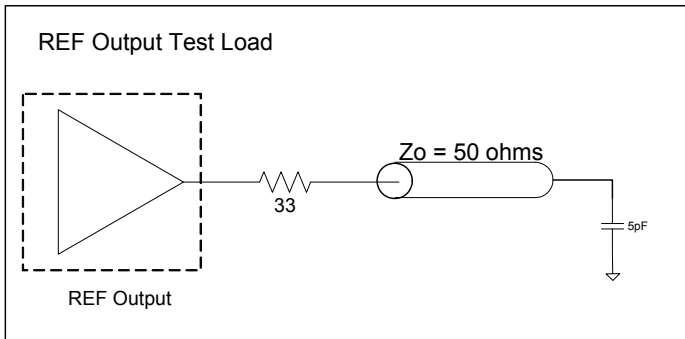 REF Output Test Load
Zo = 50 ohms
33
5pF
REF Output